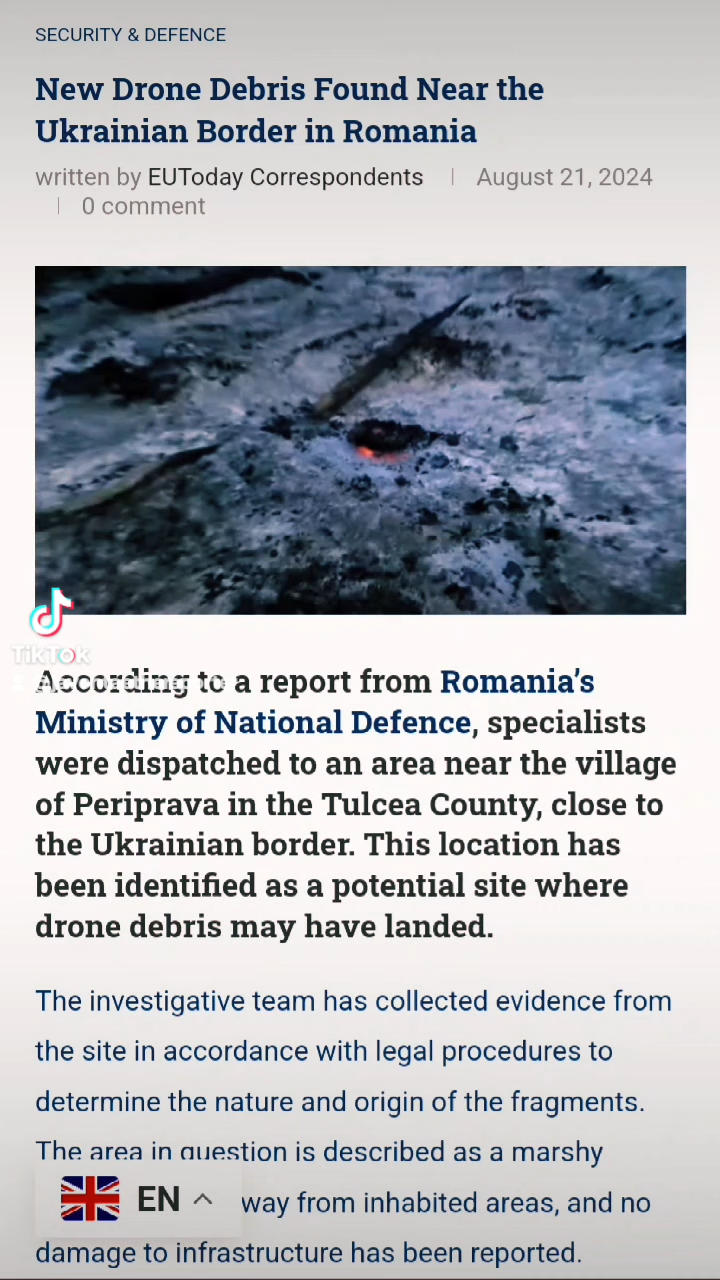 SECURITY & DEFENCE
New Drone Debris Found Near the
Ukrainian Border in Romania
written by EUToday Correspondents | August 21, 2024
| 0 comment
TikTok
According to a report from Romania’s
Ministry of National Defence, specialists
were dispatched to an area near the village
of Periprava in the Tulcea County, close to
the Ukrainian border. This location has
been identified as a potential site where
drone debris may have landed.
The investigative team has collected evidence from
the site in accordance with legal procedures to
determine the nature and origin of the fragments.
The area in question is described as a marshy
EN way from inhabited areas, and no
damage to infrastructure has been reported.